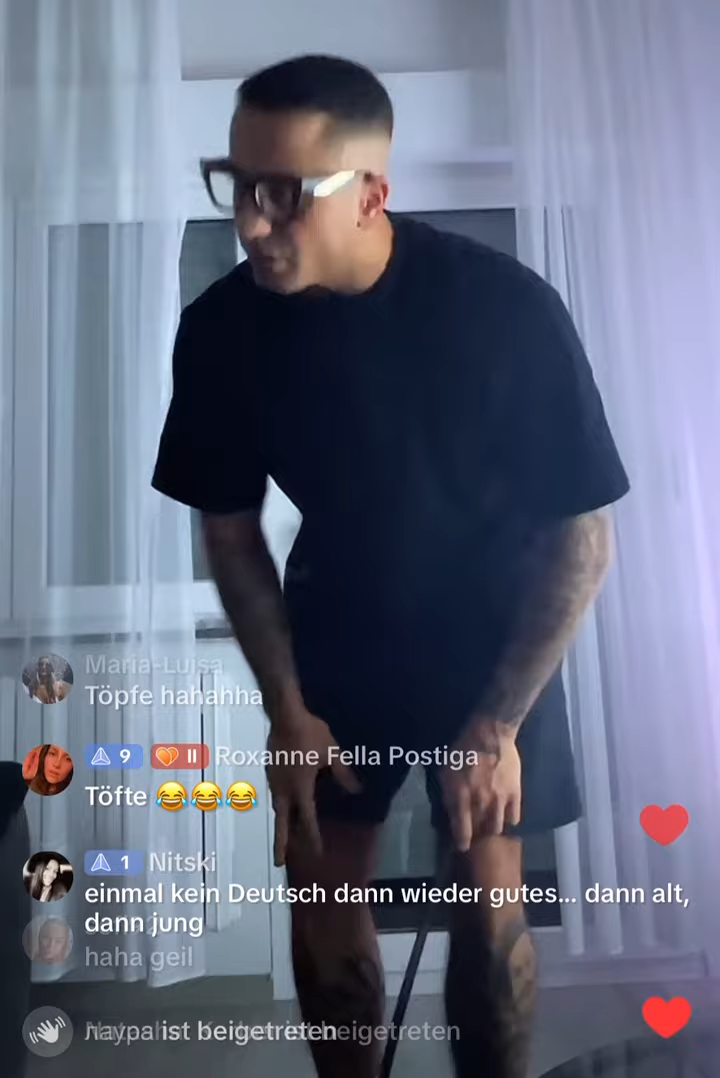 Maria-Luisa
Töpfe hahahha
9 II Roxanne Fella Postiga
Töfte 😂😂😂
1 Nitski
einmal kein Deutsch dann wieder gutes... dann alt,
dann jung
haha geil
ist beigetreten